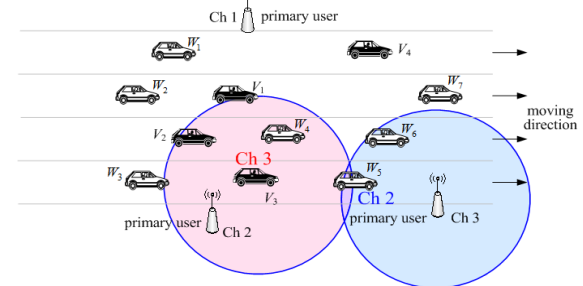 Ch 1 primary user
W1
V4
W2
V1
W7
moving
direction
V2
W4
W6
Ch 3
W3
V3
W5
Ch 2
primary user
Ch 2
primary user
Ch 3